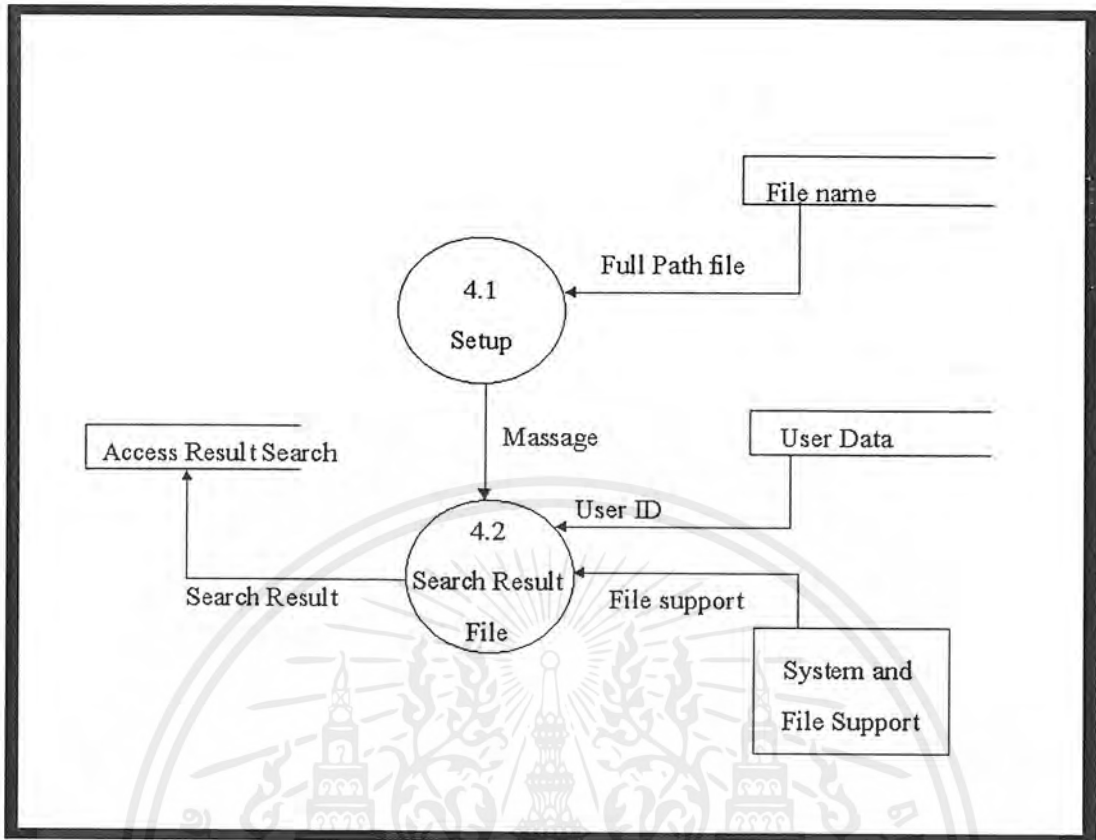 File name
Full Path file
4.1
Setup
Massage
Access Result Search
User Data
User ID
4.2
Search Result
File
Search Result
File support
System and
File Support